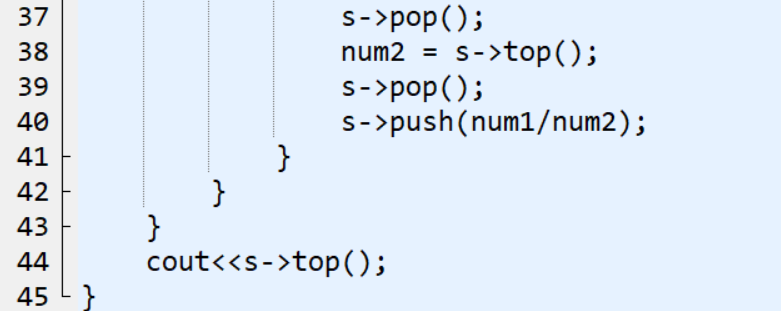 37 s->pop();
38 num2 = s->top();
39 s->pop();
40 s->push(num1/num2);
41 }
42 }
43 }
44 cout<<s->top();
45 }